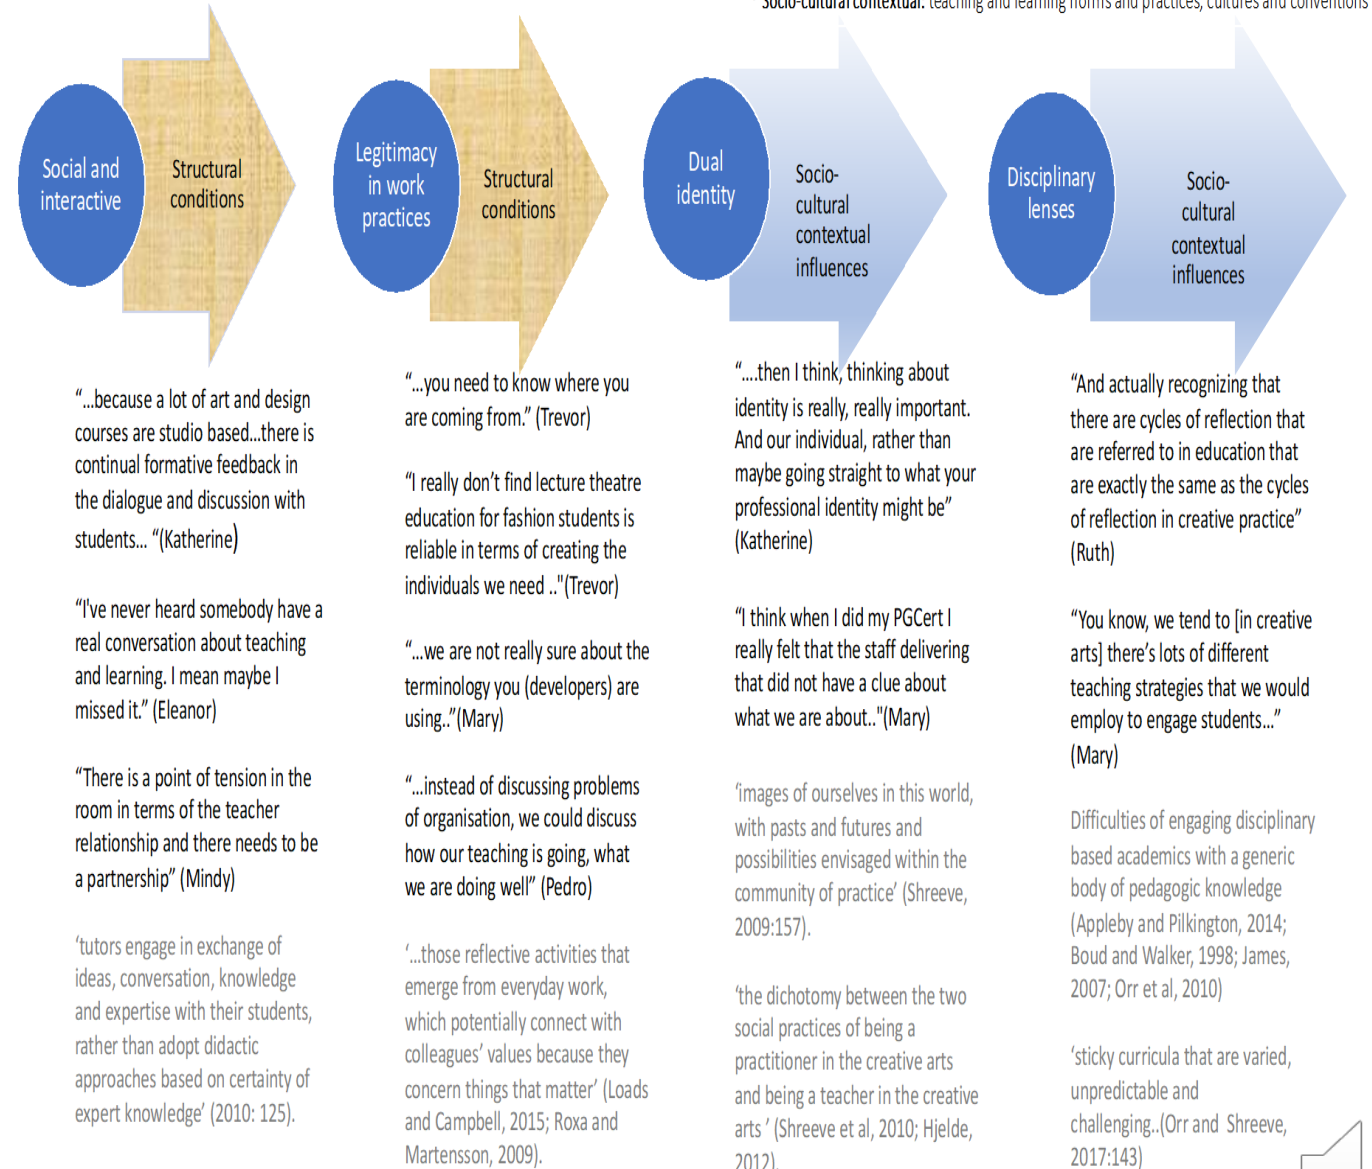 Socio-cultural contextual: teaching and learning norms and practices, cultures and conventions
Social and
interactive
Structural
conditions
Legitimacy
in work
practices
Structural
conditions
Dual
identity
Socio-
cultural
contextual
influences
Disciplinary
lenses
Socio-
cultural
contextual
influences
“...because a lot of art and design
courses are studio based...there is
continual formative feedback in
the dialogue and discussion with
students... “(Katherine)
“I've never heard somebody have a
real conversation about teaching
and learning. I mean maybe I
missed it.” (Eleanor)
“There is a point of tension in the
room in terms of the teacher
relationship and there needs to be
a partnership” (Mindy)
‘tutors engage in exchange of
ideas, conversation, knowledge
and expertise with their students,
rather than adopt didactic
approaches based on certainty of
expert knowledge’ (2010: 125).
“...you need to know where you
are coming from.” (Trevor)
“I really don’t find lecture theatre
education for fashion students is
reliable in terms of creating the
individuals we need .."(Trevor)
“...we are not really sure about the
terminology you (developers) are
using..”(Mary)
“...instead of discussing problems
of organisation, we could discuss
how our teaching is going, what
we are doing well” (Pedro)
‘...those reflective activities that
emerge from everyday work,
which potentially connect with
colleagues’ values because they
concern things that matter’ (Loads
and Campbell, 2015; Roxa and
Martensson, 2009).
“....then I think, thinking about
identity is really, really important.
And our individual, rather than
maybe going straight to what your
professional identity might be”
(Katherine)
“I think when I did my PGCert I
really felt that the staff delivering
that did not have a clue about
what we are about.."(Mary)
‘images of ourselves in this world,
with pasts and futures and
possibilities envisaged within the
community of practice’ (Shreeve,
2009:157).
‘the dichotomy between the two
social practices of being a
practitioner in the creative arts
and being a teacher in the creative
arts ’ (Shreeve et al, 2010; Hjelde,
2012).
“And actually recognizing that
there are cycles of reflection that
are referred to in education that
are exactly the same as the cycles
of reflection in creative practice”
(Ruth)
“You know, we tend to [in creative
arts] there’s lots of different
teaching strategies that we would
employ to engage students...”
(Mary)
Difficulties of engaging disciplinary
based academics with a generic
body of pedagogic knowledge
(Appleby and Pilkington, 2014;
Boud and Walker, 1998; James,
2007; Orr et al, 2010)
‘sticky curricula that are varied,
unpredictable and
challenging..(Orr and Shreeve,
2017:143)